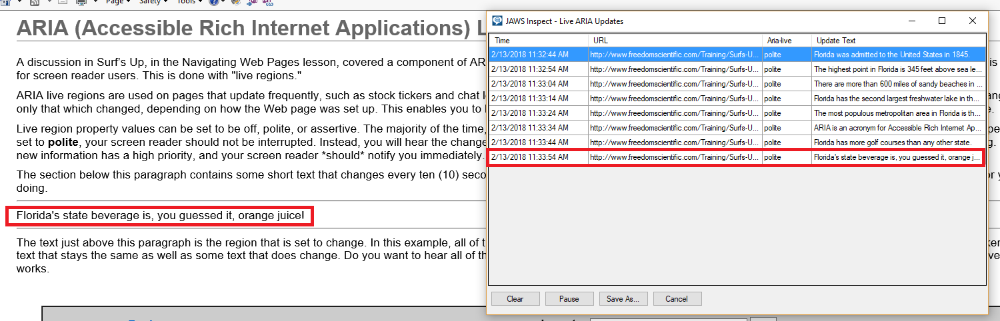 Page Safety Tools
ARIA (Accessible Rich Internet Applications) L
A discussion in Surf's Up, in the Navigating Web Pages lesson, covered a component of AR is
for screen reader users. This is done with "live regions."
ARIA live regions are used on pages that update frequently, such as stock tickers and chat
only that which changed, depending on how the Web page was set up. This enables you to
Live region property values can be set to be off, polite, or assertive. The majority of the time,
set to polite, your screen reader should not be interrupted. Instead, you will hear the change
new information has a high priority, and your screen reader *should* notify you immediately.
The section below this paragraph contains some short text that changes every ten (10) seco
doing.
Florida's state beverage is, you guessed it, orange juice!
The text just above this paragraph is the region that is set to change. In this example, all of t
text that stays the same as well as some text that does change. Do you want to hear all of th
works.
JAWS Inspect - Live ARIA Updates
Time URL Aria-live Update Text
2/13/2018 11:32:44 AM http://www.freedomscientific.com/Training/Surfs-U... polite Florida was admitted to the United States in 1845.
2/13/2018 11:32:54 AM http://www.freedomscientific.com/Training/Surfs-U... polite The highest point in Florida is 345 feet above sea le...
2/13/2018 11:33:04 AM http://www.freedomscientific.com/Training/Surfs-U... polite There are more than 600 miles of sandy beaches in ...
2/13/2018 11:33:14 AM http://www.freedomscientific.com/Training/Surfs-U... polite Florida has the second largest freshwater lake in th...
2/13/2018 11:33:24 AM http://www.freedomscientific.com/Training/Surfs-U... polite The most populous metropolitan area in Florida is th...
2/13/2018 11:33:34 AM http://www.freedomscientific.com/Training/Surfs-U... polite ARIA is an acronym for Accessible Rich Internet Ap...
2/13/2018 11:33:44 AM http://www.freedomscientific.com/Training/Surfs-U... polite Florida has more golf courses than any other state.
2/13/2018 11:33:54 AM http://www.freedomscientific.com/Training/Surfs-U... polite Florida's state beverage is, you guessed it, orange j...
Clear Pause Save As... Cancel